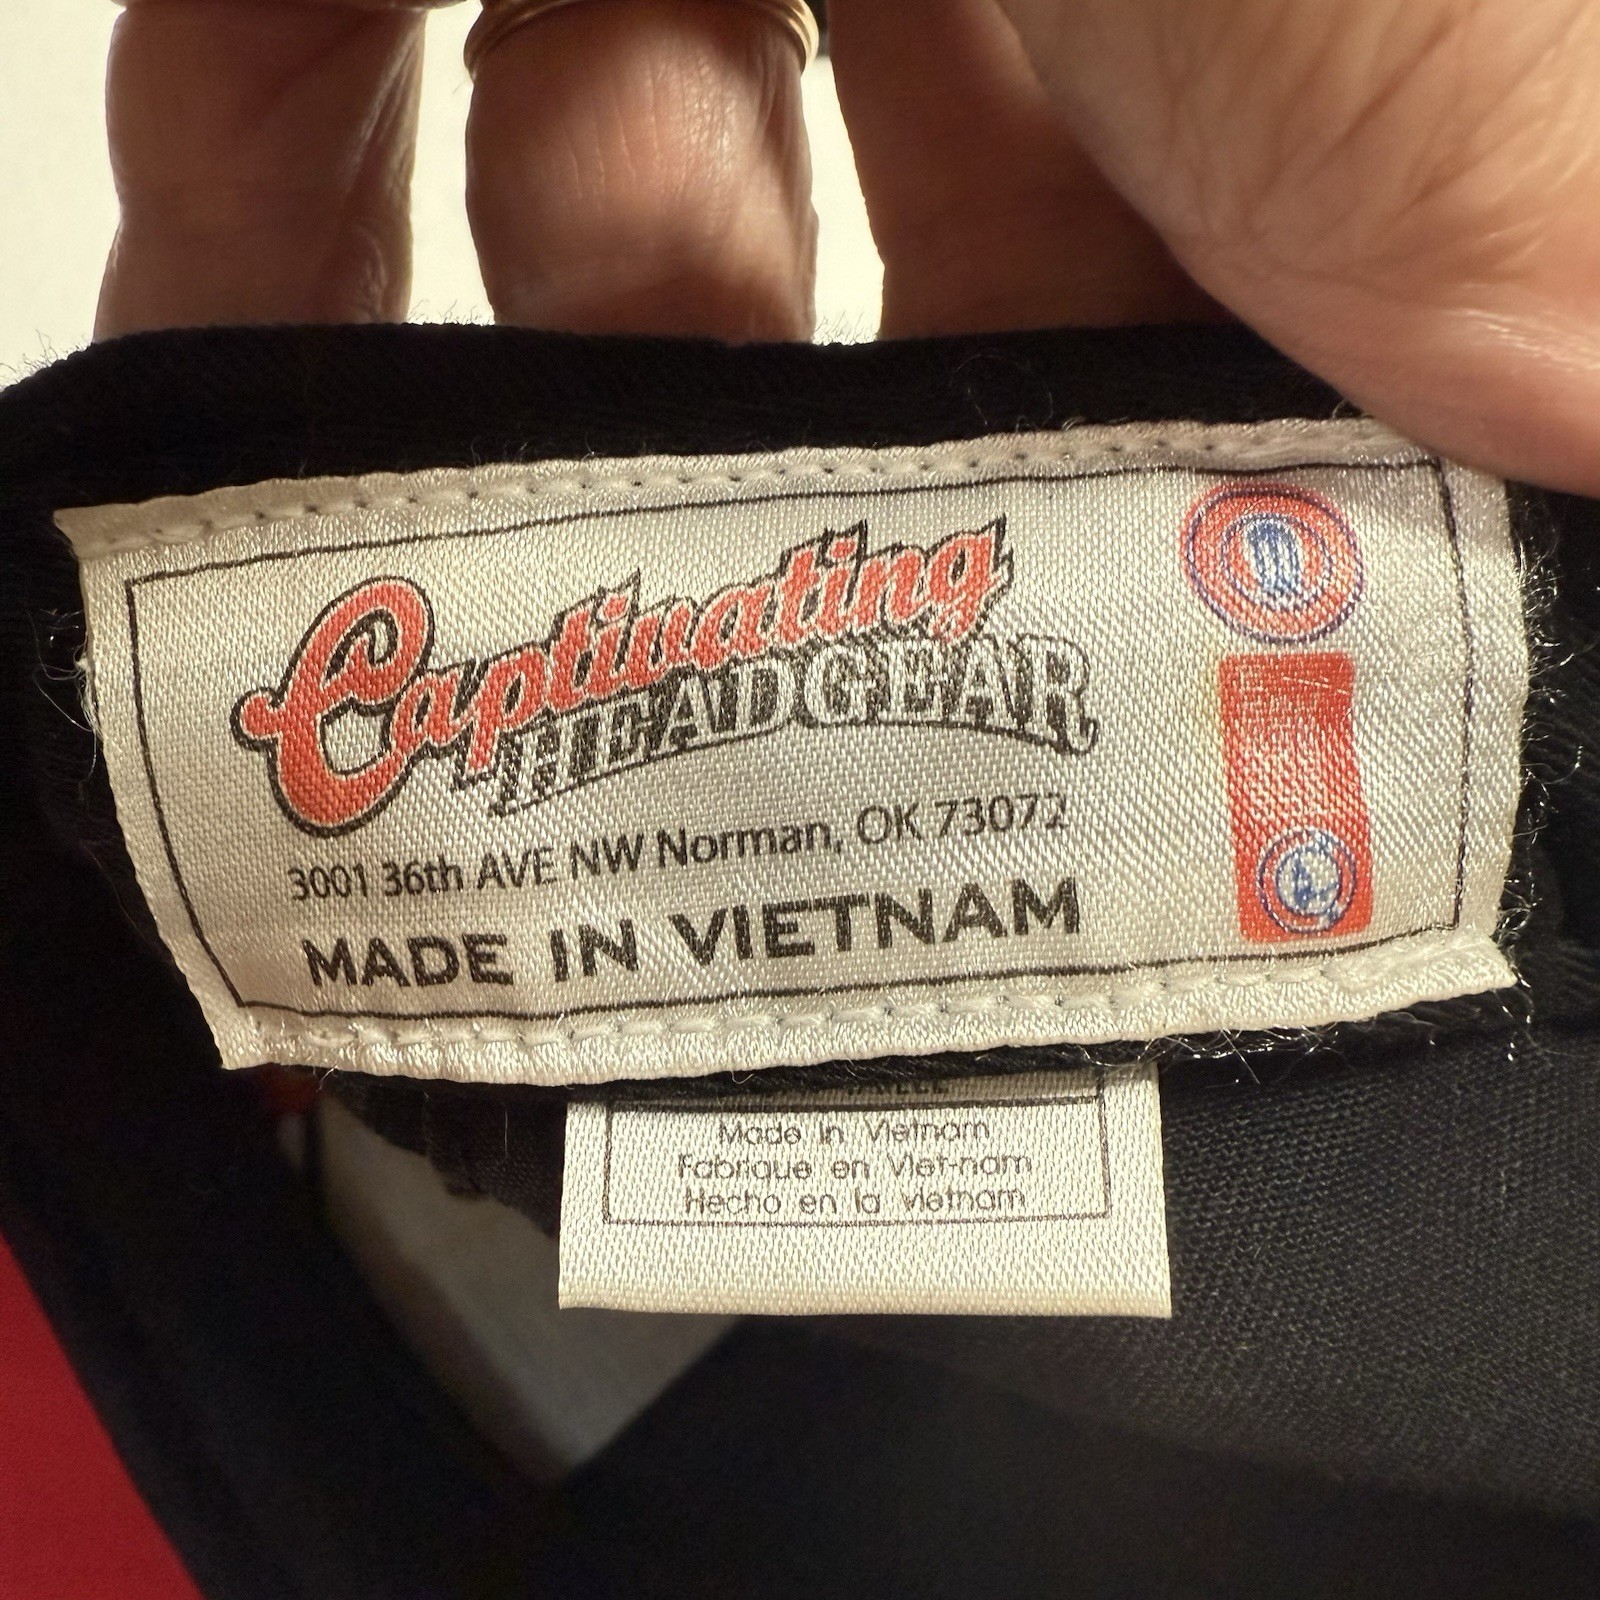 Captivating
HEADGEAR
3001 36th AVE NW Norman, OK 73072
MADE IN VIETNAM
Made in Vietnam
Fabrique en Viet-nam
Hecho en la vietnam